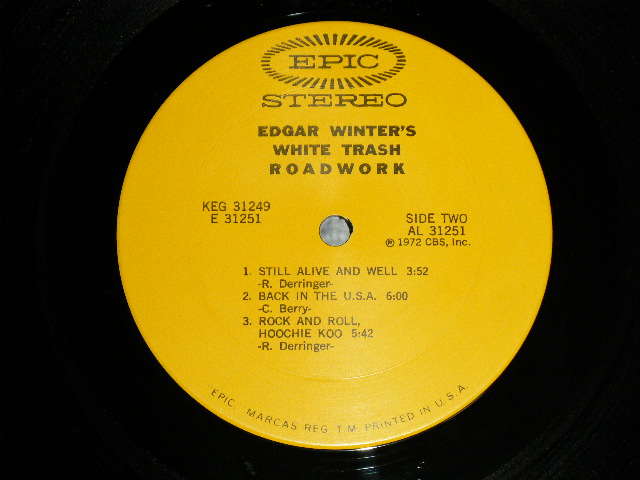 EPIC
STEREO
EDGAR WINTER'S
WHITE TRASH
ROADWORK
KEG 31249
E 31251
SIDE TWO
AL 31251
℗ 1972 CBS, Inc.
1. STILL ALIVE AND WELL 3:52
-R. Derringer-
2. BACK IN THE U.S.A. 6:00
-C. Berry-
3. ROCK AND ROLL,
HOOCHIE KOO 5:42
-R. Derringer-
"EPIC," MARCAS REG. T.M. PRINTED IN U.S.A.